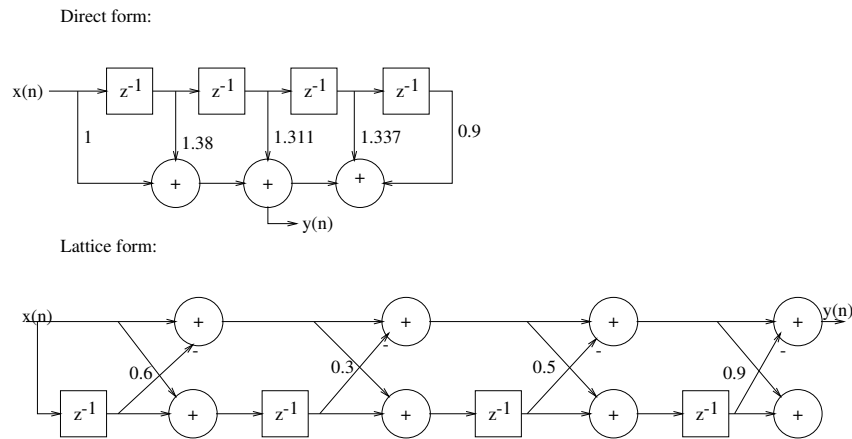 Direct form:
x(n) z-1 z-1 z-1 z-1
1 1.38 1.311 1.337 0.9
+ + +
y(n)
Lattice form:
x(n) + + + + y(n)
- - - -
0.6 0.3 0.5 0.9
z-1 + z-1 + z-1 + z-1 +